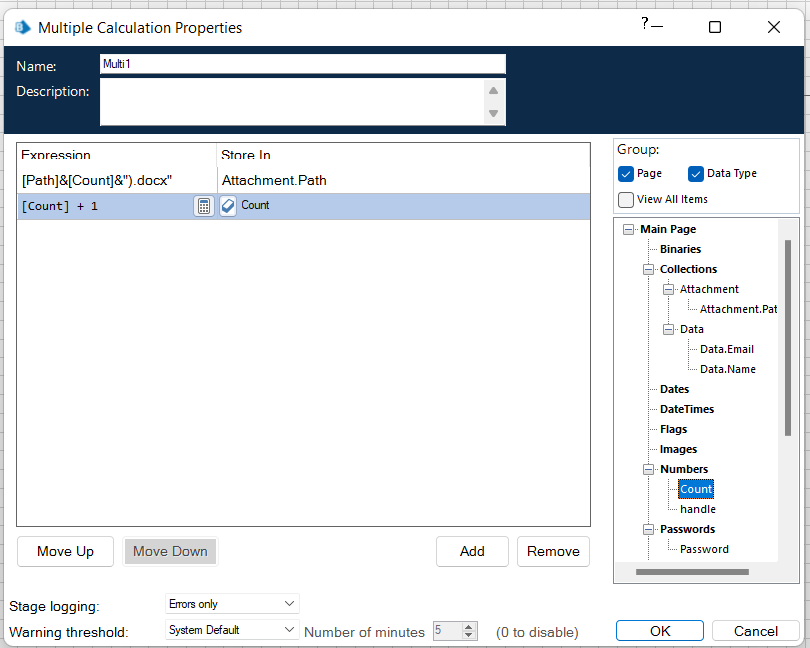 Multiple Calculation Properties
?
Name: Multi1
Description:
Expression Store In
[Path]&[Count]&").docx" Attachment.Path
[Count] + 1 Count
Move Up Move Down Add Remove
Stage logging: Errors only
Warning threshold: System Default Number of minutes 5 (0 to disable)
Group:
Page Data Type
View All Items
Main Page
Binaries
Collections
Attachment
Attachment.Pat
Data
Data.Email
Data.Name
Dates
DateTimes
Flags
Images
Numbers
Count
handle
Passwords
Password
OK Cancel